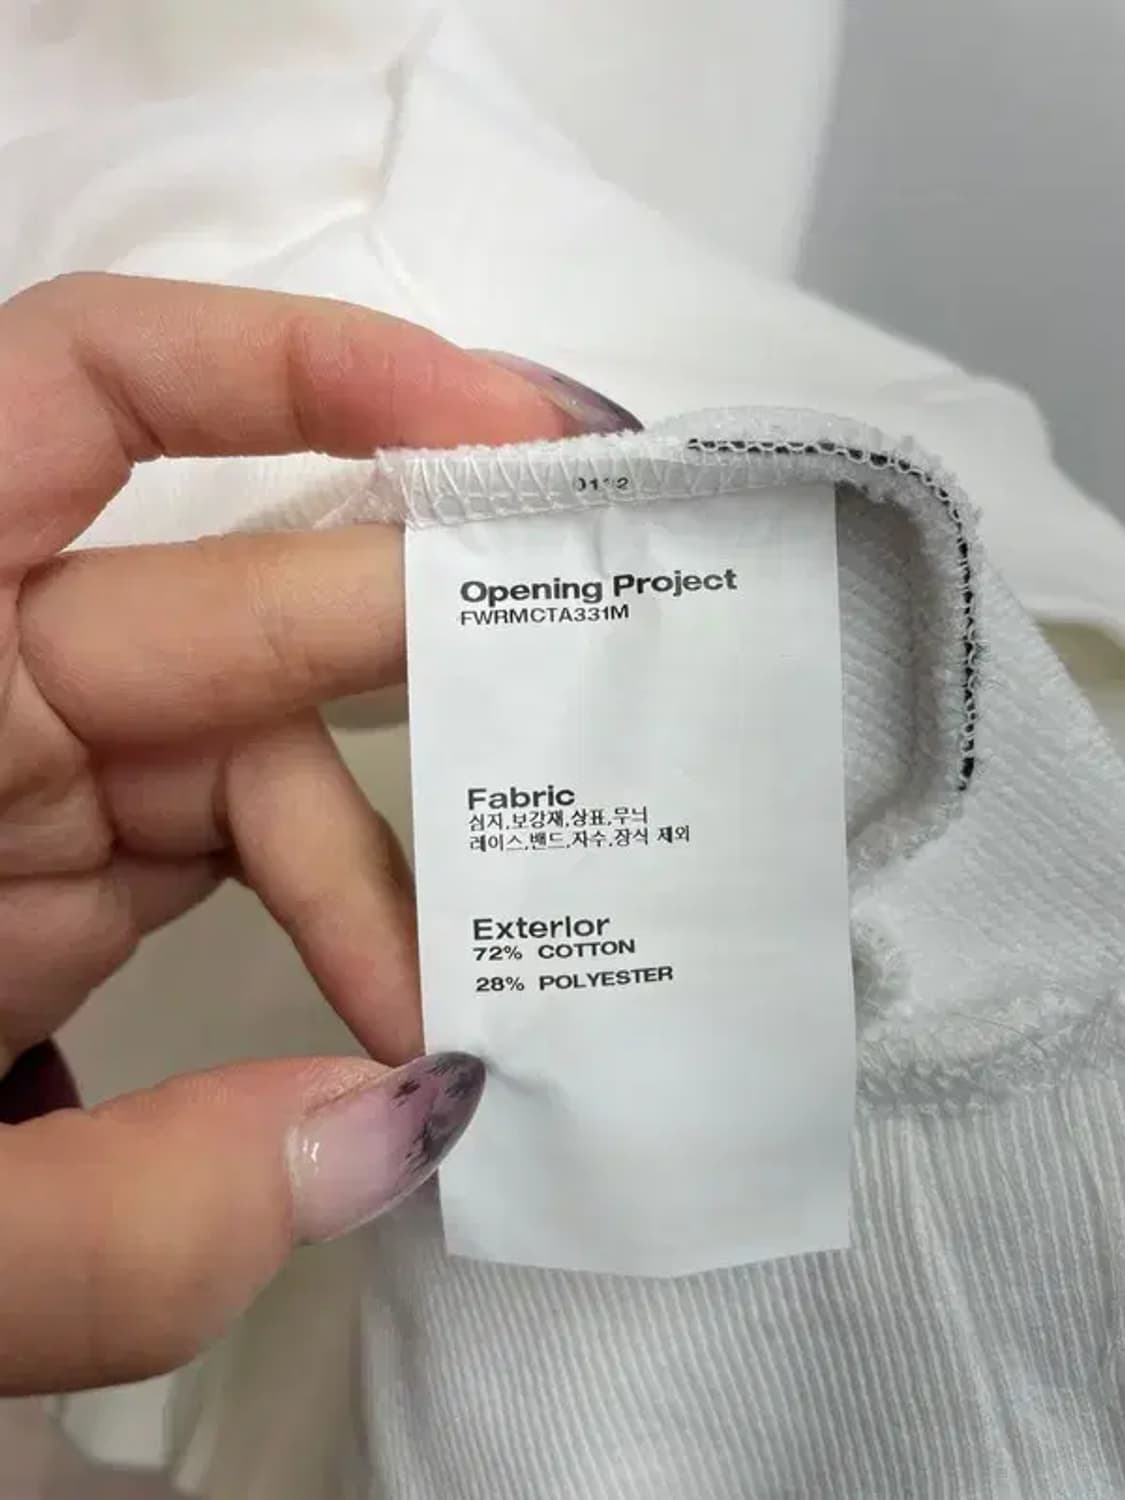 Opening Project
FWRMCTA331M
Fabric
심지,보강재,상표,무늬
레이스,밴드,자수,장식 제외
Exterior
72% COTTON
28% POLYESTER